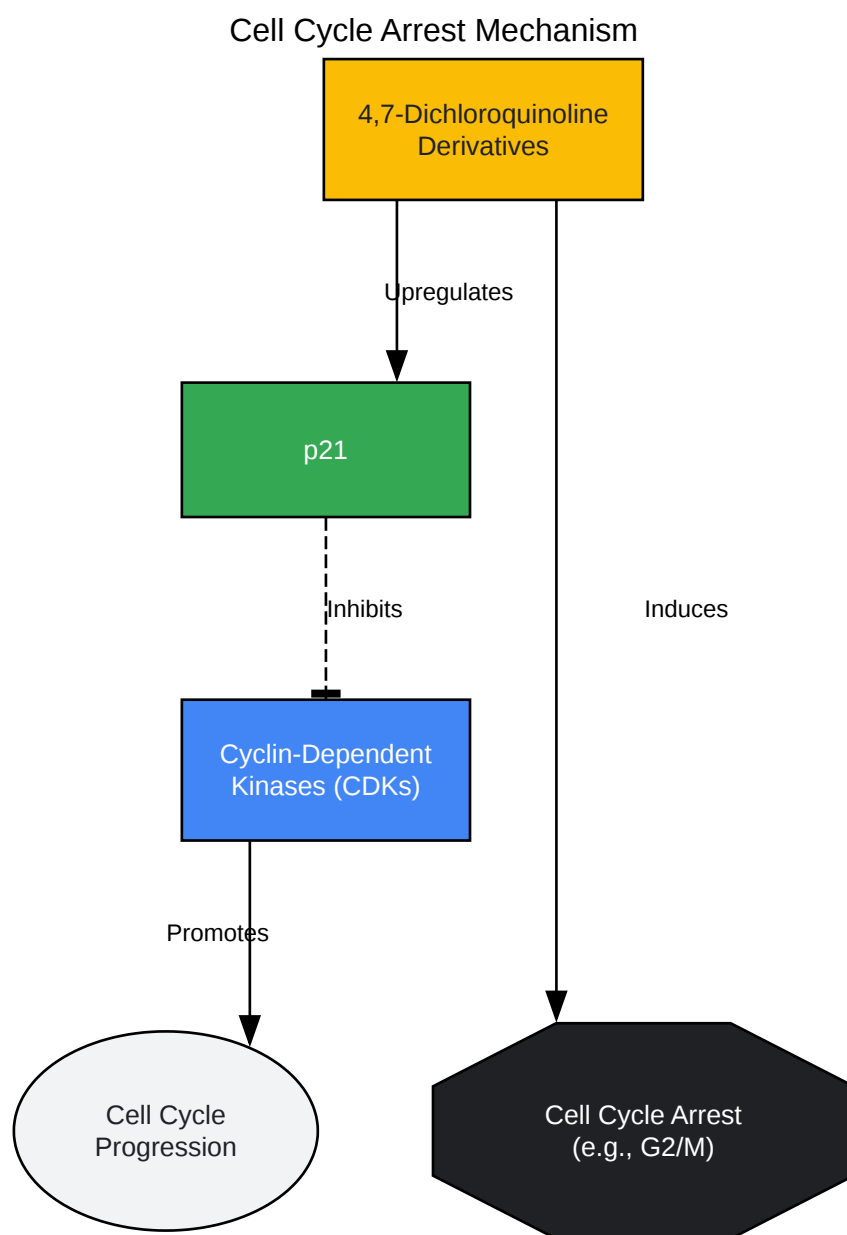 Cell Cycle Arrest Mechanism
4,7-Dichloroquinoline
Derivatives
Upregulates
p21
Inhibits
Induces
Cyclin-Dependent
Kinases (CDKs)
Promotes
Cell Cycle
Progression
Cell Cycle Arrest
(e.g., G2/M)